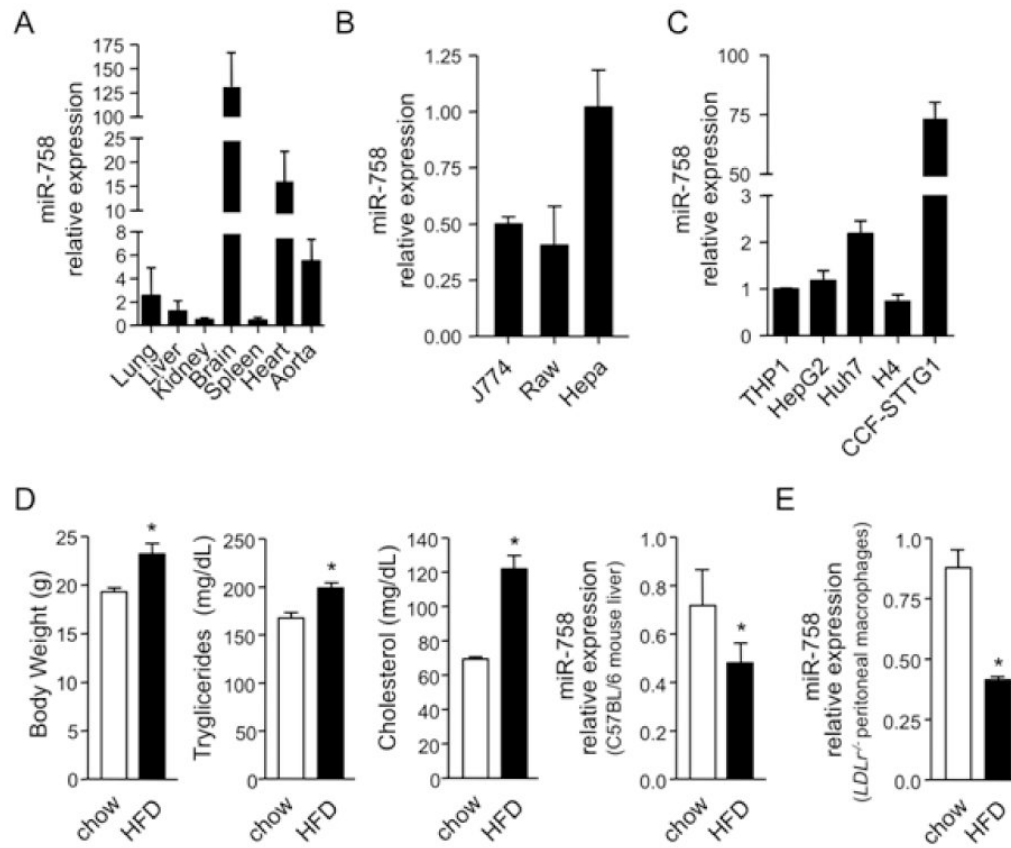 A
miR-758
relative expression
175
150
125
100
25
20
15
10
8
6
4
2
0
Lung
Liver
Kidney
Brain
Spleen
Heart
Aorta
B
miR-758
relative expression
1.25
1.00
0.75
0.50
0.25
0.00
J774
Raw
Hepa
C
miR-758
relative expression
100
75
50
3
2
1
0
THP1
HepG2
Huh7
H4
CCF-STTG1
D
Body Weight (g)
25
20
15
10
5
0
*
chow
HFD
Tryglicerides (mg/dL)
250
200
150
100
50
0
*
chow
HFD
Cholesterol (mg/dL)
140
120
100
80
60
40
20
0
*
chow
HFD
miR-758
relative expression
(C57BL/6 mouse liver)
1.0
0.8
0.6
0.4
0.2
0.0
*
chow
HFD
E
miR-758
relative expression
(LDLr-/- peritoneal macrophages)
1.0
0.75
0.50
0.25
0.0
*
chow
HFD